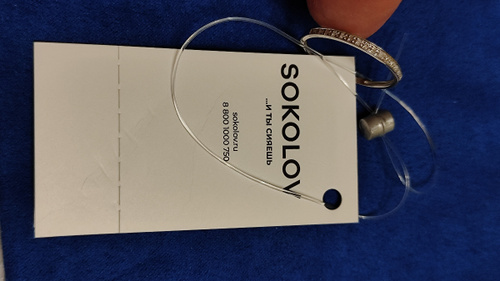 SOKOLOV
...И ТЫ СИЯЕШЬ
sokolov.ru
8 800 1000 750